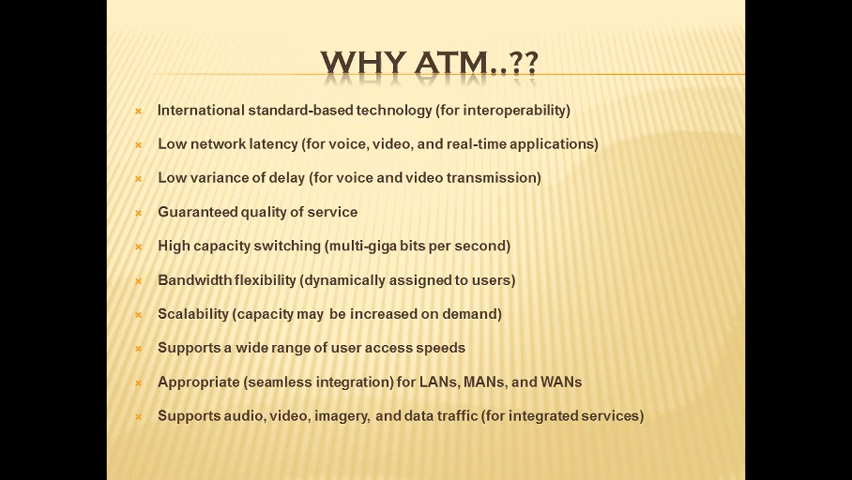 WHY ATM..??
International standard-based technology (for interoperability)
Low network latency (for voice, video, and real-time applications)
Low variance of delay (for voice and video transmission)
Guaranteed quality of service
High capacity switching (multi-giga bits per second)
Bandwidth flexibility (dynamically assigned to users)
Scalability (capacity may be increased on demand)
Supports a wide range of user access speeds
Appropriate (seamless integration) for LANs, MANs, and WANs
Supports audio, video, imagery, and data traffic (for integrated services)